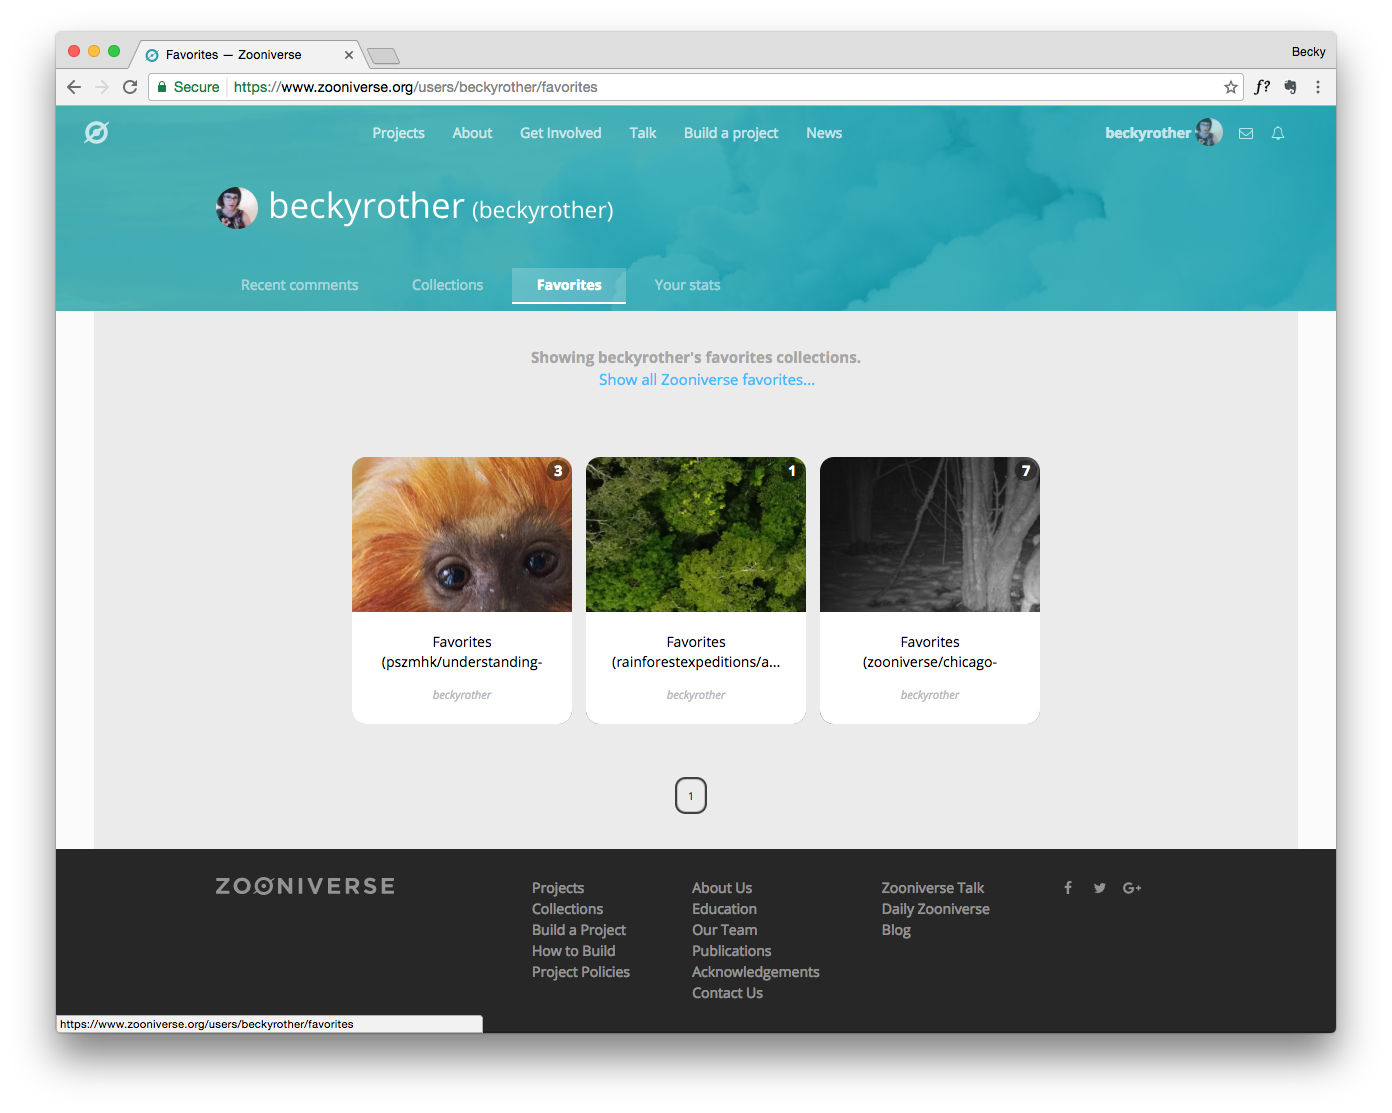 Favorites — Zooniverse
Becky
Secure
https://www.zooniverse.org/users/beckyrother/favorites
f?
Projects
About
Get Involved
Talk
Build a project
News
beckyrother
beckyrother (beckyrother)
Recent comments
Collections
Favorites
Your stats
Showing beckyrother's favorites collections.
Show all Zooniverse favorites...
3
1
7
Favorites
(pszmhk/understanding-
beckyrother
Favorites
(rainforestexpeditions/a...
beckyrother
Favorites
(zooniverse/chicago-
beckyrother
1
ZOONIVERSE
Projects
Collections
Build a Project
How to Build
Project Policies
About Us
Education
Our Team
Publications
Acknowledgements
Contact Us
Zooniverse Talk
Daily Zooniverse
Blog
G+
https://www.zooniverse.org/users/beckyrother/favorites